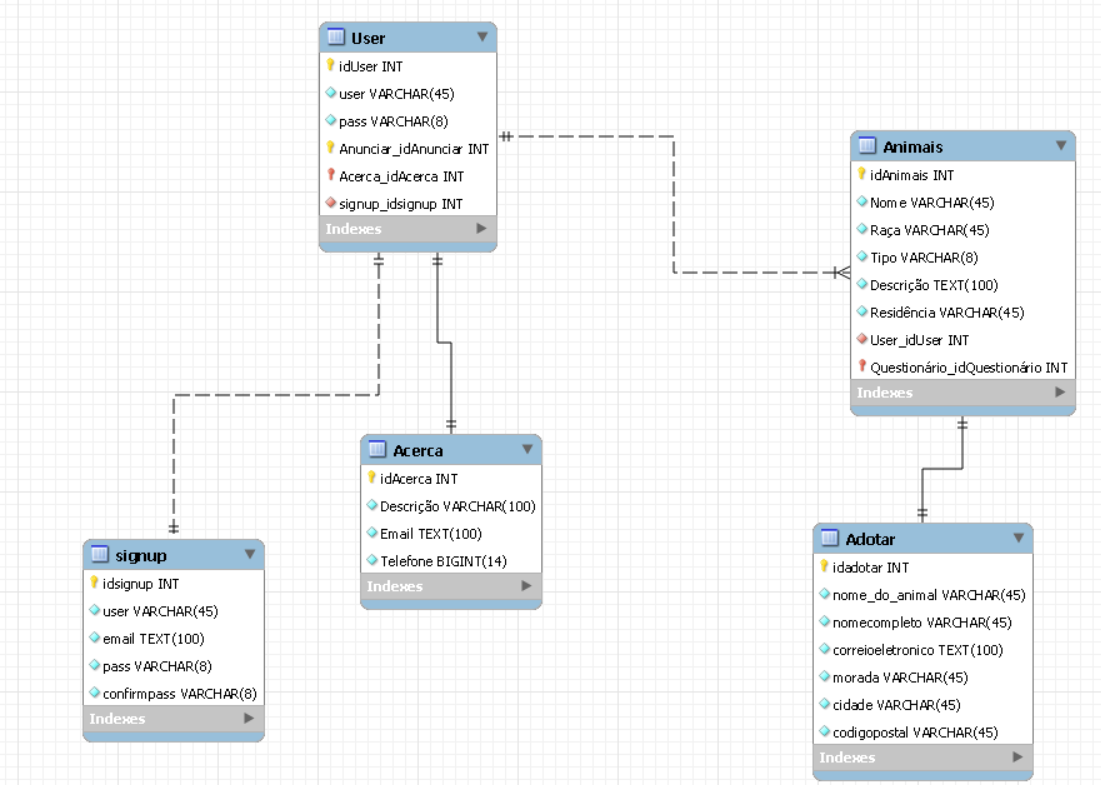 User
idUser INT
user VARCHAR(45)
pass VARCHAR(8)
Anunciar_idAnunciar INT
Acerca_idAcerca INT
signup_idsignup INT
Indexes
Animais
idAnimais INT
Nome VARCHAR(45)
Raça VARCHAR(45)
Tipo VARCHAR(8)
Descrição TEXT(100)
Residência VARCHAR(45)
User_idUser INT
Questionário_idQuestionário INT
Indexes
Acerca
idAcerca INT
Descrição VARCHAR(100)
Email TEXT(100)
Telefone BIGINT(14)
Indexes
signup
idsignup INT
user VARCHAR(45)
email TEXT(100)
pass VARCHAR(8)
confirmpass VARCHAR(8)
Indexes
Adotar
idadotar INT
nome_do_animal VARCHAR(45)
nomecompleto VARCHAR(45)
correioeletronico TEXT(100)
morada VARCHAR(45)
cidade VARCHAR(45)
codigopostal VARCHAR(45)
Indexes